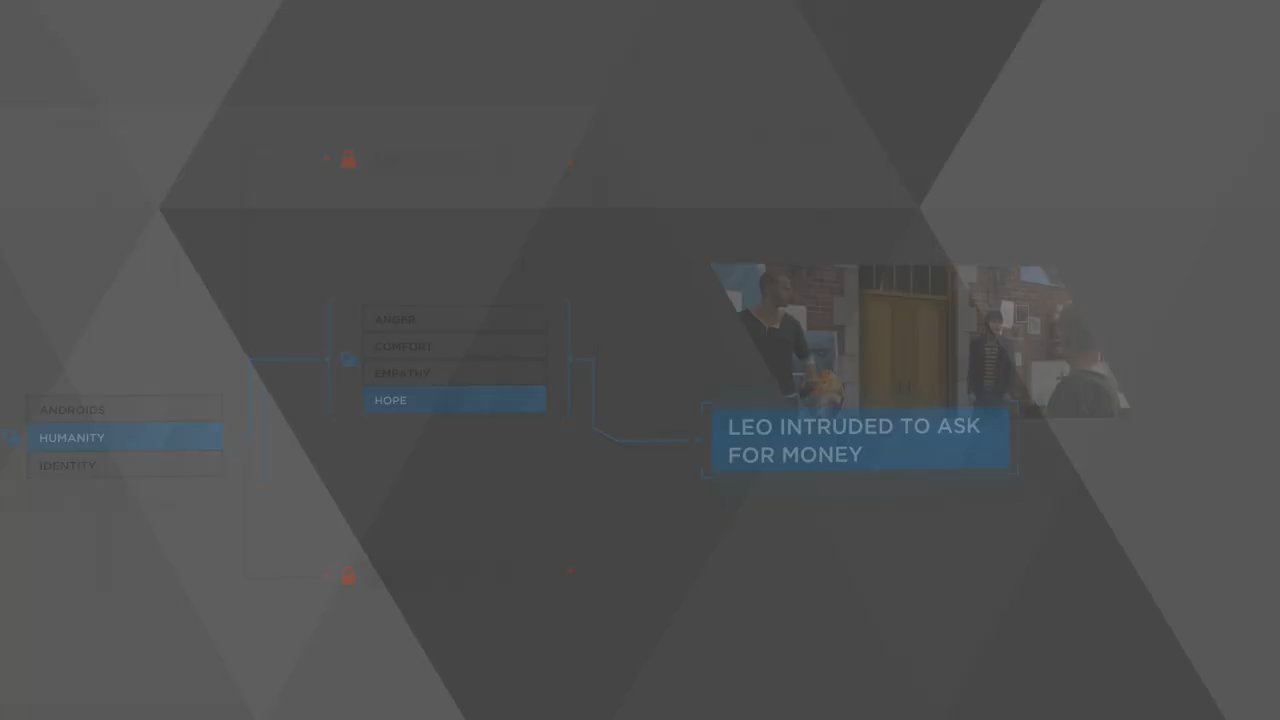 ANDROIDS
HUMANITY
IDENTITY
ANGER
COMFORT
EMPATHY
HOPE
LEO INTRUDED TO ASK
FOR MONEY